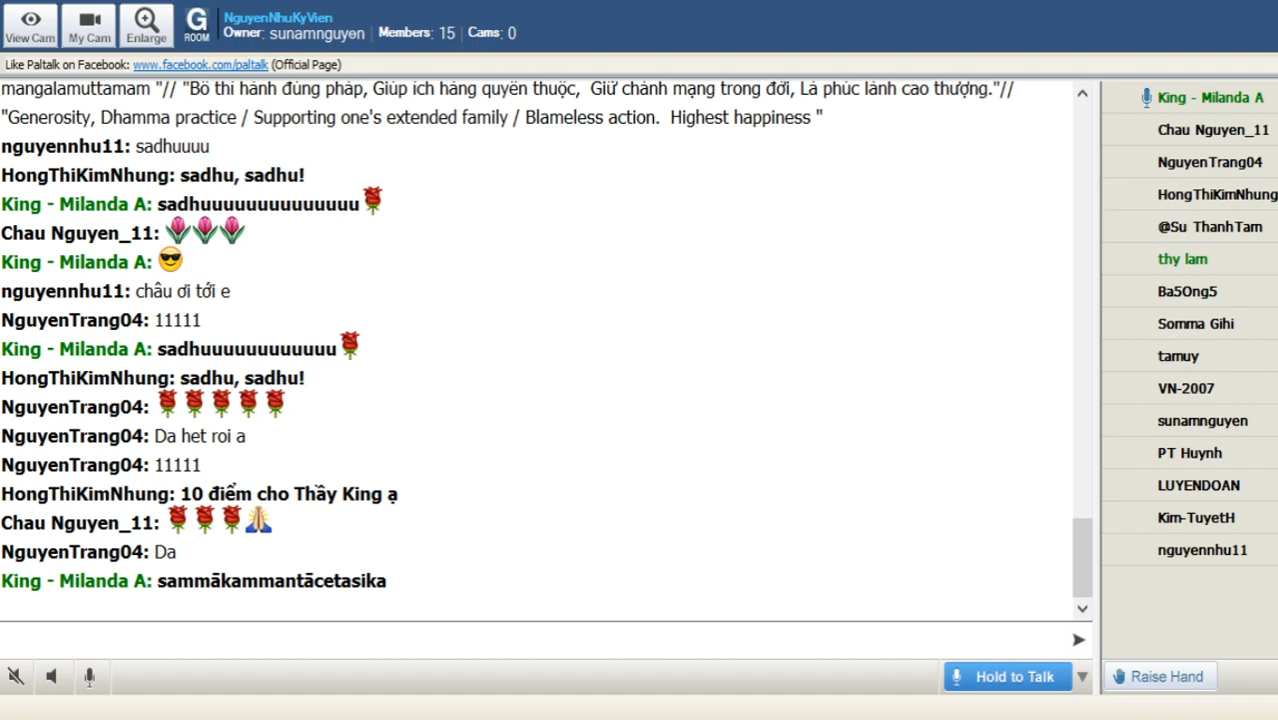 View Cam
My Cam
Enlarge
G
ROOM
NguyenNhuKyVien
Owner: sunamnguyen | Members: 15 | Cams: 0
Like Paltalk on Facebook: www.facebook.com/paltalk (Official Page)
mangalamuttamam "// "Bố thí hành đúng pháp, Giúp ích hàng quyến thuộc, Giữ chánh mạng trong đời, Là phúc lành cao thượng."//
"Generosity, Dhamma practice / Supporting one's extended family / Blameless action. Highest happiness "
nguyennhu11: sadhuuuu
HongThiKimNhung: sadhu, sadhu!
King - Milanda A: sadhuuuuuuuuuuuuuuu
Chau Nguyen_11:
King - Milanda A:
nguyennhu11: châu ơi tới e
NguyenTrang04: 11111
King - Milanda A: sadhuuuuuuuuuuuuu
HongThiKimNhung: sadhu, sadhu!
NguyenTrang04:
NguyenTrang04: Da het roi a
NguyenTrang04: 11111
HongThiKimNhung: 10 điểm cho Thầy King ạ
Chau Nguyen_11:
NguyenTrang04: Da
King - Milanda A: sammākammantācetasika
Hold to Talk
King - Milanda A
Chau Nguyen_11
NguyenTrang04
HongThiKimNhung
@Su ThanhTam
thy lam
Ba5Ong5
Somma Gihi
tamuy
VN-2007
sunamnguyen
PT Huynh
LUYENDOAN
Kim-TuyetH
nguyennhu11
Raise Hand